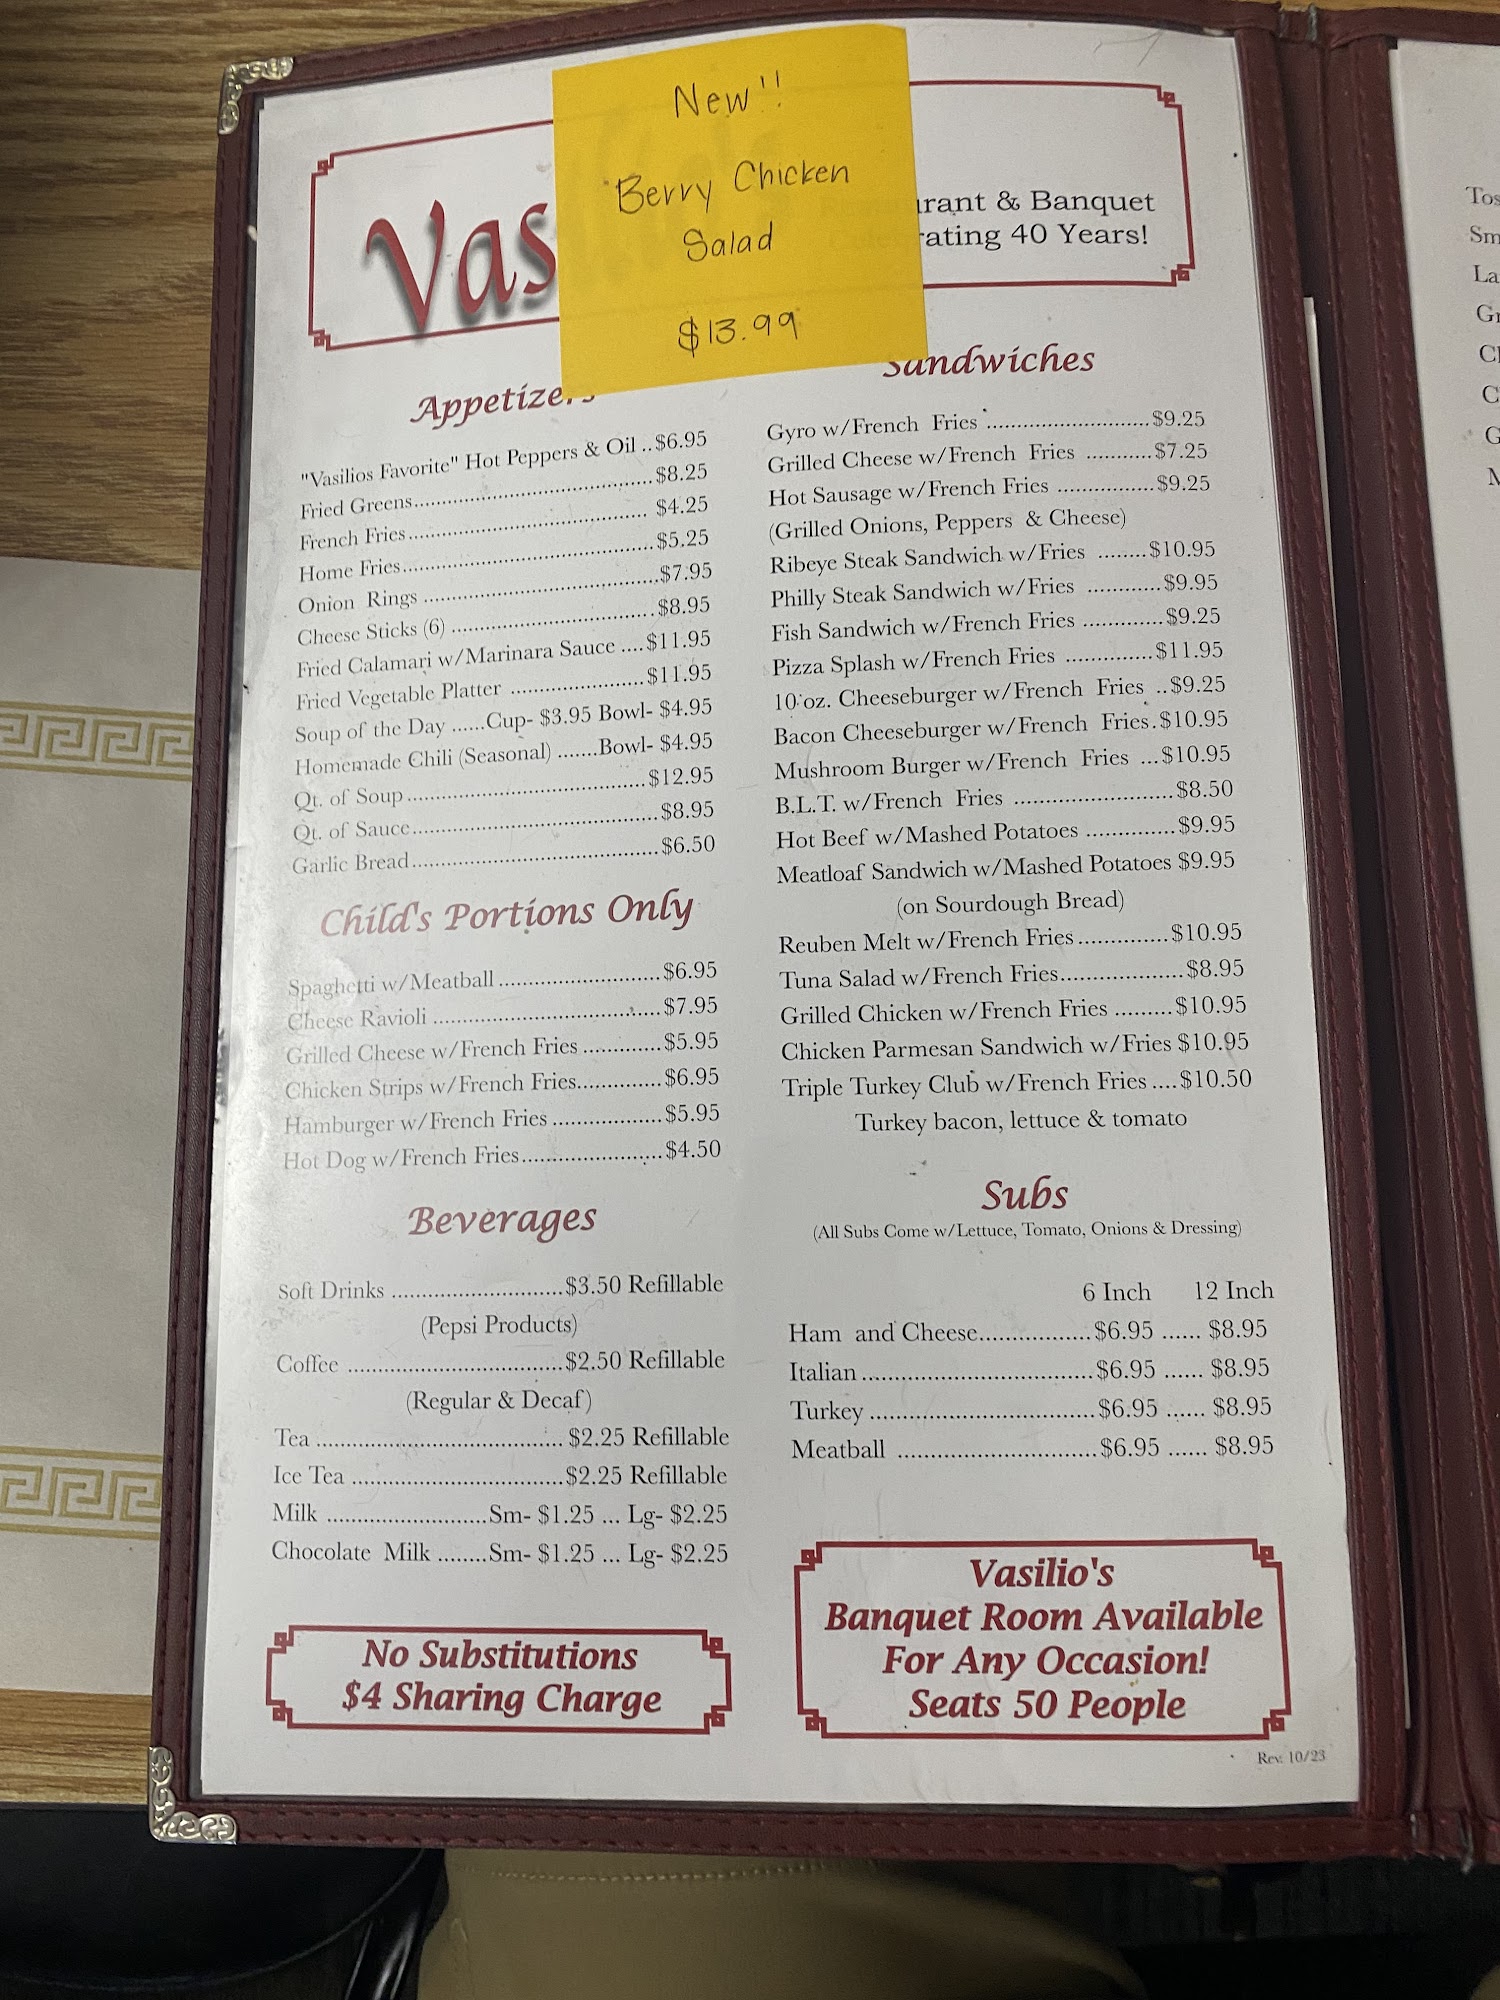 New!!
Berry Chicken
Salad
$13.99
Vas
urant & Banquet
rating 40 Years!
Appetizers
"Vasilios Favorite" Hot Peppers & Oil ..$6.95
Fried Greens........................................$8.25
French Fries........................................ $4.25
Home Fries..........................................$5.25
Onion Rings .......................................$7.95
Cheese Sticks (6) ..................................$8.95
Fried Calamari w/Marinara Sauce ....$11.95
Fried Vegetable Platter ......................$11.95
Soup of the Day ......Cup- $3.95 Bowl- $4.95
Homemade Chili (Seasonal) .......Bowl- $4.95
Qt. of Soup........................................$12.95
Qt. of Sauce.........................................$8.95
Garlic Bread.........................................$6.50
Child's Portions Only
Spaghetti w/Meatball ...........................$6.95
Cheese Ravioli ......................................$7.95
Grilled Cheese w/French Fries .............$5.95
Chicken Strips w/French Fries..............$6.95
Hamburger w/French Fries ..................$5.95
Hot Dog w/French Fries.......................$4.50
Beverages
Soft Drinks .............................$3.50 Refillable
(Pepsi Products)
Coffee ....................................$2.50 Refillable
(Regular & Decaf)
Tea ......................................... $2.25 Refillable
Ice Tea ...................................$2.25 Refillable
Milk ..........................Sm- $1.25 ... Lg- $2.25
Chocolate Milk ........Sm- $1.25 ... Lg- $2.25
No Substitutions
$4 Sharing Charge
Sandwiches
Gyro w/French Fries ...........................$9.25
Grilled Cheese w/French Fries ...........$7.25
Hot Sausage w/French Fries ................$9.25
(Grilled Onions, Peppers & Cheese)
Ribeye Steak Sandwich w/Fries ........$10.95
Philly Steak Sandwich w/Fries ............$9.95
Fish Sandwich w/French Fries .............$9.25
Pizza Splash w/French Fries ..............$11.95
10 oz. Cheeseburger w/French Fries ..$9.25
Bacon Cheeseburger w/French Fries.$10.95
Mushroom Burger w/French Fries ...$10.95
B.L.T. w/French Fries ..........................$8.50
Hot Beef w/Mashed Potatoes ...............$9.95
Meatloaf Sandwich w/Mashed Potatoes $9.95
(on Sourdough Bread)
Reuben Melt w/French Fries...............$10.95
Tuna Salad w/French Fries....................$8.95
Grilled Chicken w/French Fries .........$10.95
Chicken Parmesan Sandwich w/Fries $10.95
Triple Turkey Club w/French Fries ....$10.50
Turkey bacon, lettuce & tomato
Subs
(All Subs Come w/Lettuce, Tomato, Onions & Dressing)
6 Inch 12 Inch
Ham and Cheese..................$6.95 ...... $8.95
Italian ......................................$6.95 ...... $8.95
Turkey .....................................$6.95 ...... $8.95
Meatball .................................$6.95 ...... $8.95
Vasilio's
Banquet Room Available
For Any Occasion!
Seats 50 People
Rev. 10/23
Tos
Sm
La